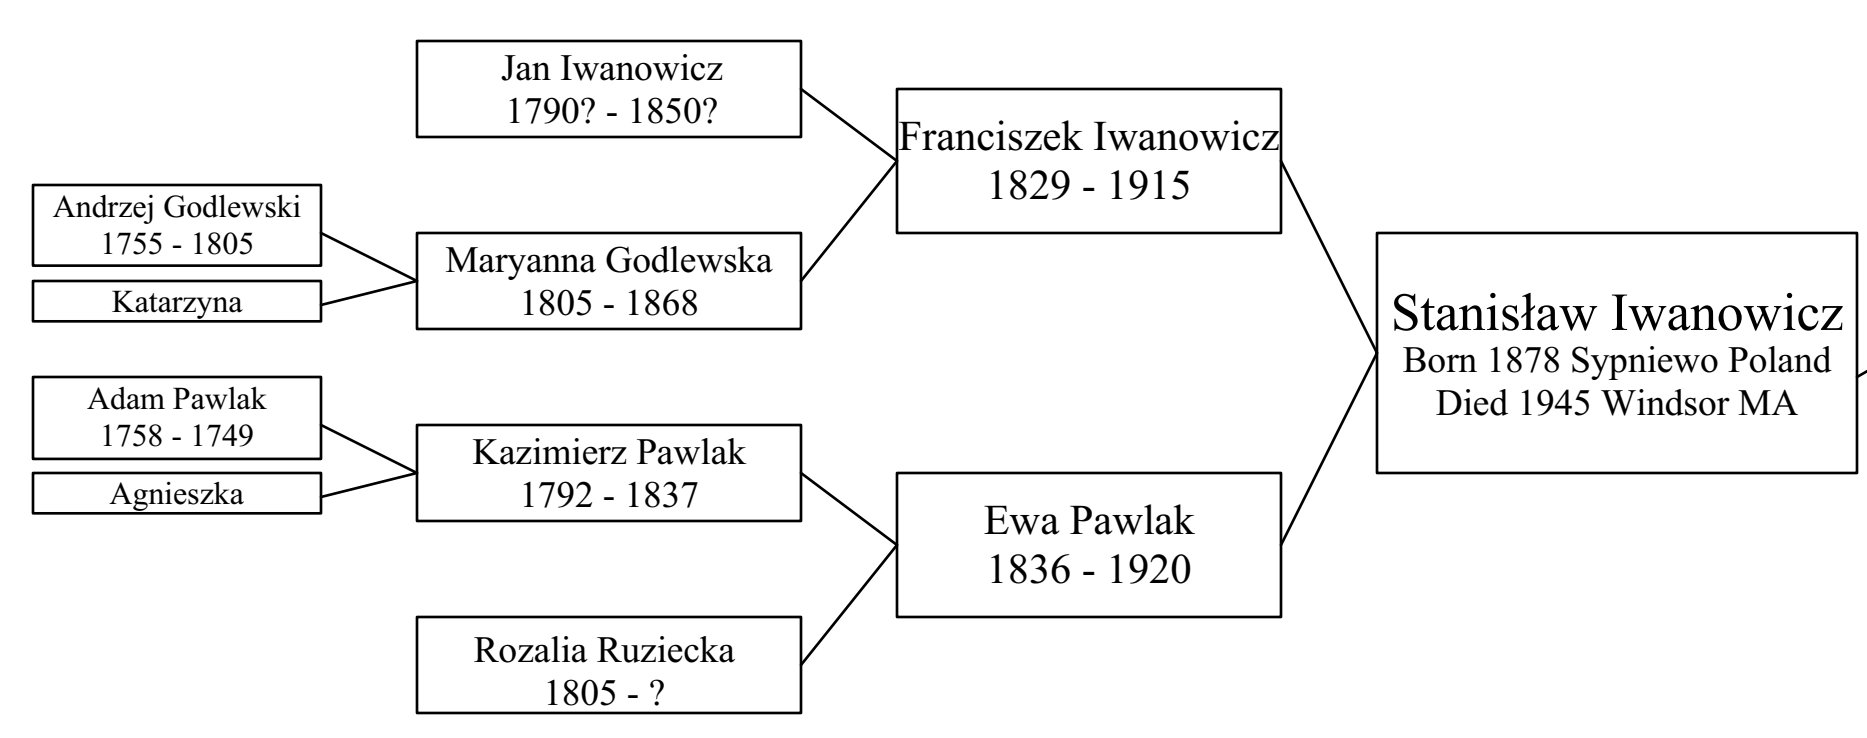 Jan Iwanowicz
1790? - 1850?
Franciszek Iwanowicz
1829 - 1915
Andrzej Godlewski
1755 - 1805
Katarzyna
Maryanna Godlewska
1805 - 1868
Stanisław Iwanowicz
Born 1878 Sypniewo Poland
Died 1945 Windsor MA
Adam Pawlak
1758 - 1749
Agnieszka
Kazimierz Pawlak
1792 - 1837
Ewa Pawlak
1836 - 1920
Rozalia Ruziecka
1805 - ?